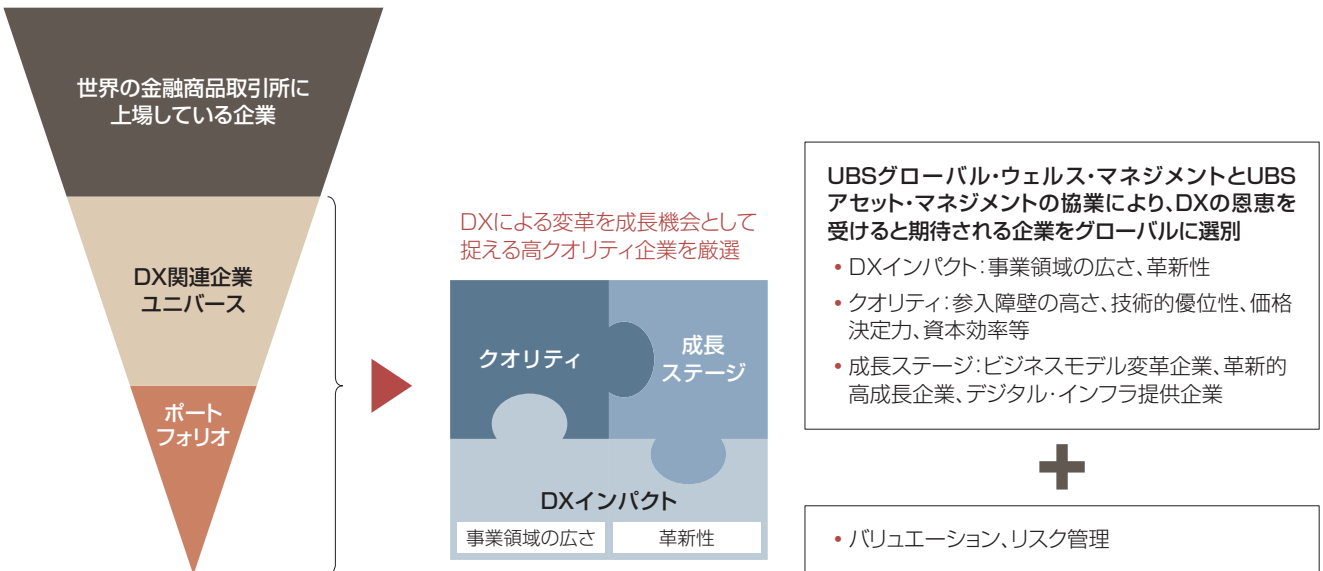 世界の金融商品取引所に
上場している企業
DX関連企業
ユニバース
ポート
フォリオ
DXによる変革を成長機会として
捉える高クオリティ企業を厳選
クオリティ
成長
ステージ
DXインパクト
事業領域の広さ
革新性
UBSグローバル・ウェルス・マネジメントとUBS
アセット・マネジメントの協業により、DXの恩恵を
受けると期待される企業をグローバルに選別
• DXインパクト：事業領域の広さ、革新性
• クオリティ：参入障壁の高さ、技術的優位性、価格
決定力、資本効率等
• 成長ステージ：ビジネスモデル変革企業、革新的
高成長企業、デジタル・インフラ提供企業
• バリュエーション、リスク管理